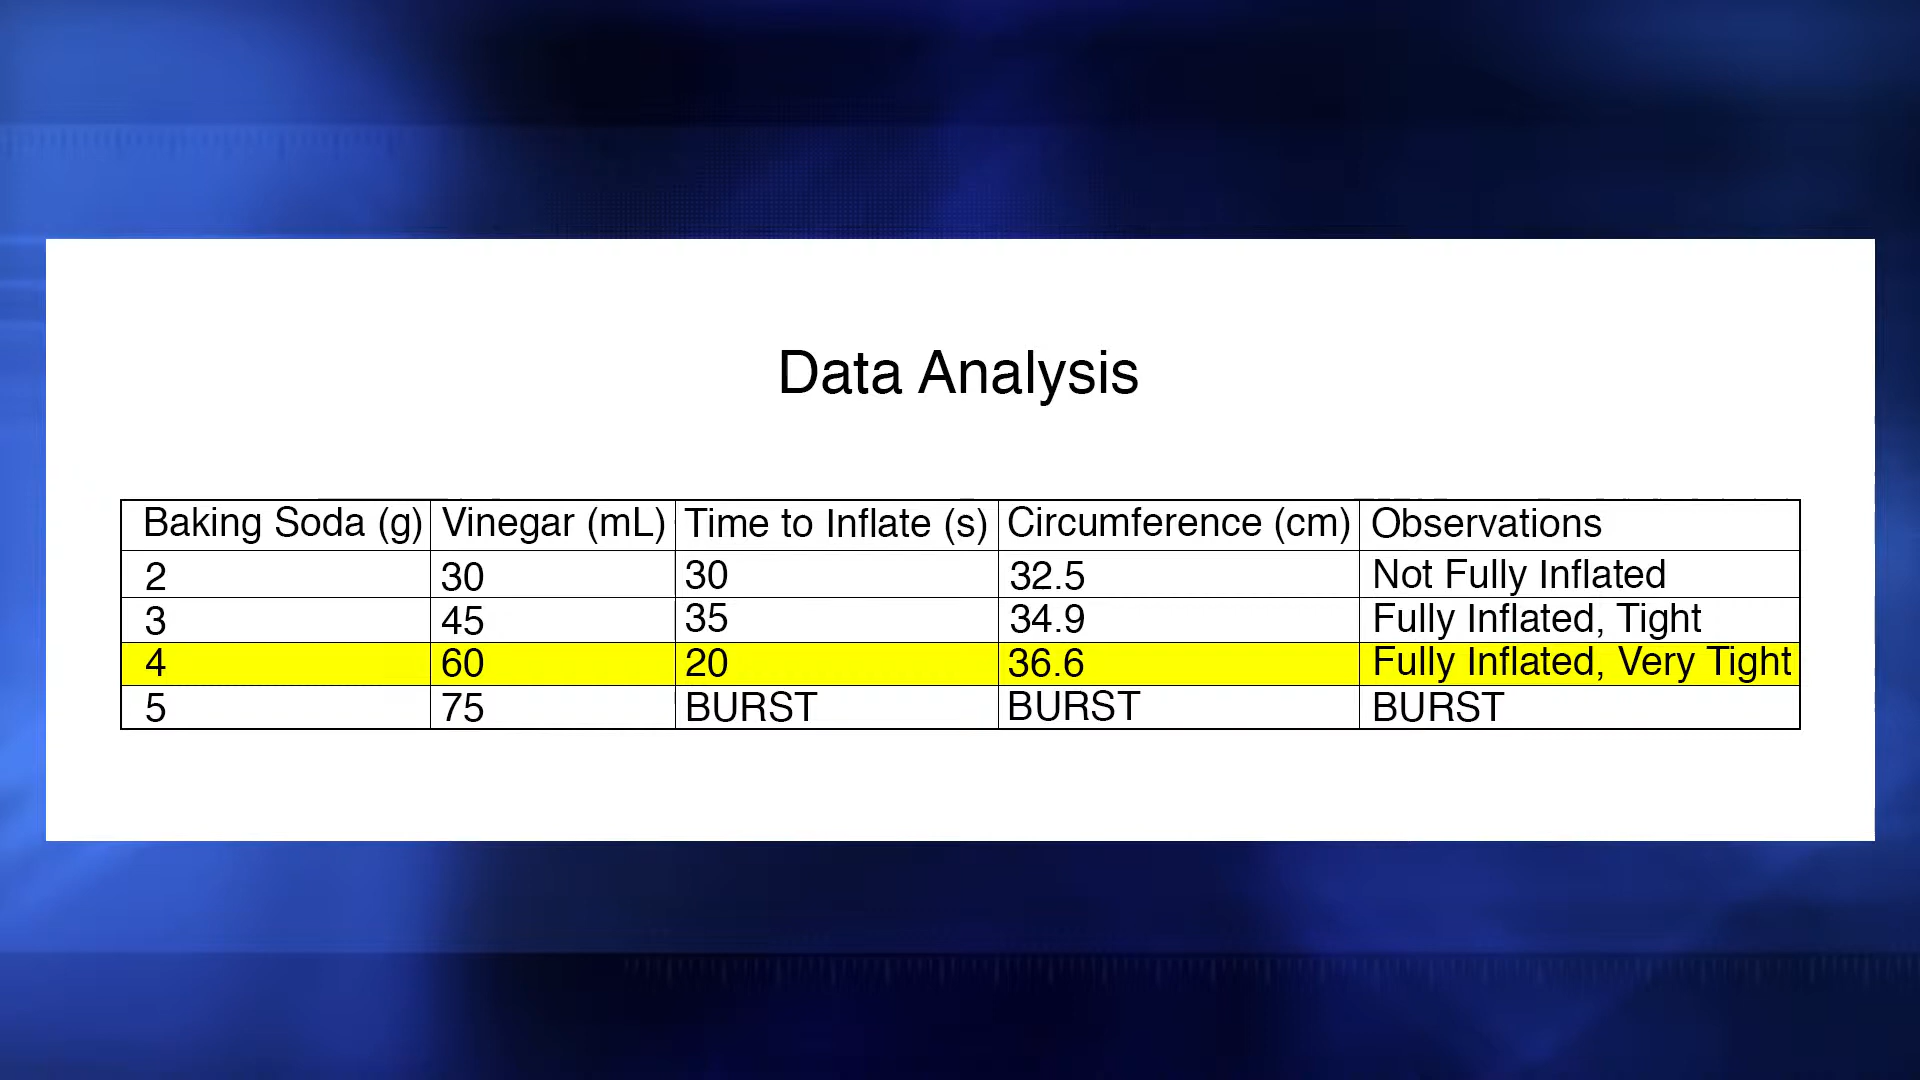 Data Analysis
Baking Soda (g) Vinegar (mL) Time to Inflate (s) Circumference (cm) Observations
2 30 30 32.5 Not Fully Inflated
3 45 35 34.9 Fully Inflated, Tight
4 60 20 36.6 Fully Inflated, Very Tight
5 75 BURST BURST BURST